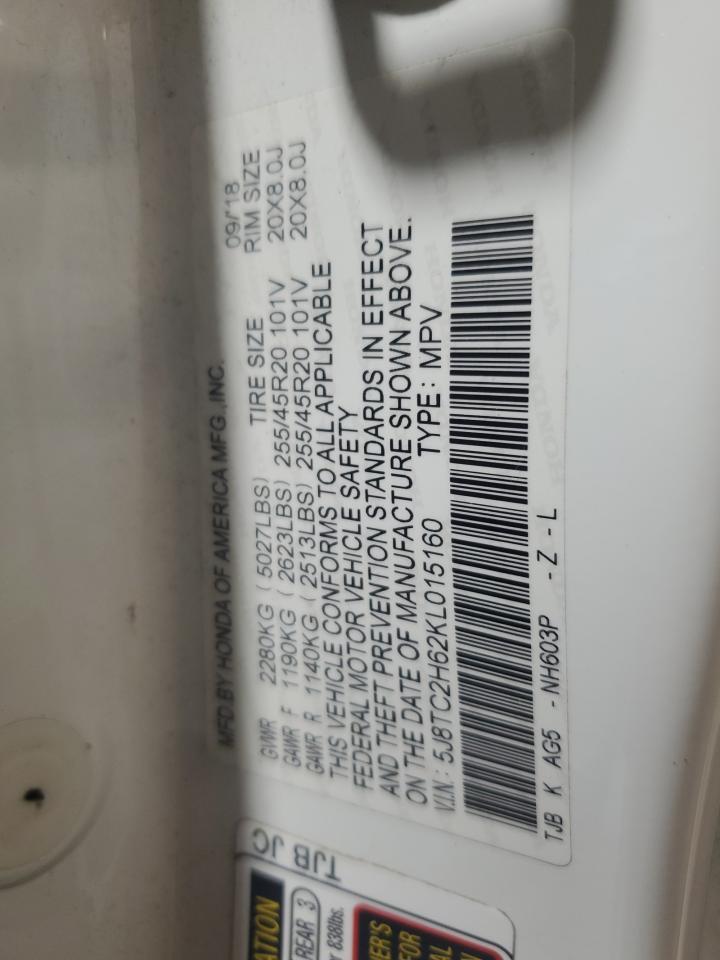 MFD.BY HONDA OF AMERICA MFG.,INC. 09/18
TIRE SIZE RIM SIZE
GVWR 2280KG ( 5027LBS)
GAWR F 1190KG ( 2623LBS) 255/45R20 101V 20X8.0J
GAWR R 1140KG ( 2513LBS) 255/45R20 101V 20X8.0J
THIS VEHICLE CONFORMS TO ALL APPLICABLE
FEDERAL MOTOR VEHICLE SAFETY
AND THEFT PREVENTION STANDARDS IN EFFECT
ON THE DATE OF MANUFACTURE SHOWN ABOVE.
V.I.N.: 5J8TC2H62KL015160 TYPE: MPV
TJB K AG5 -NH603P -Z -L
TJB JC
REAR 3
838lbs.
FOR